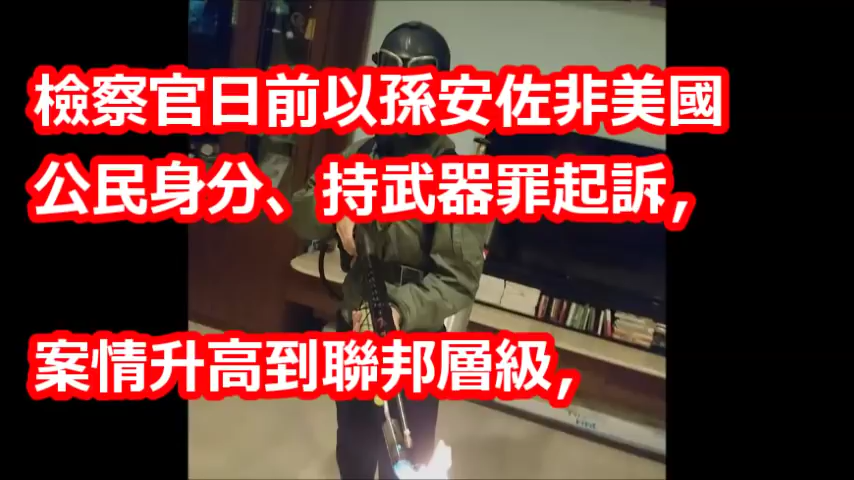 檢察官日前以孫安佐非美國
公民身分、持武器罪起訴，
案情升高到聯邦層級，